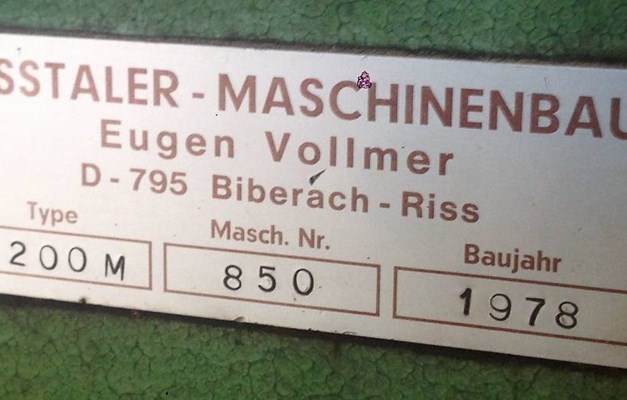 SSTALER - MASCHINENBAU
Eugen Vollmer
D - 795 Biberach - Riss
Type Masch. Nr. Baujahr
200 M 850 1978